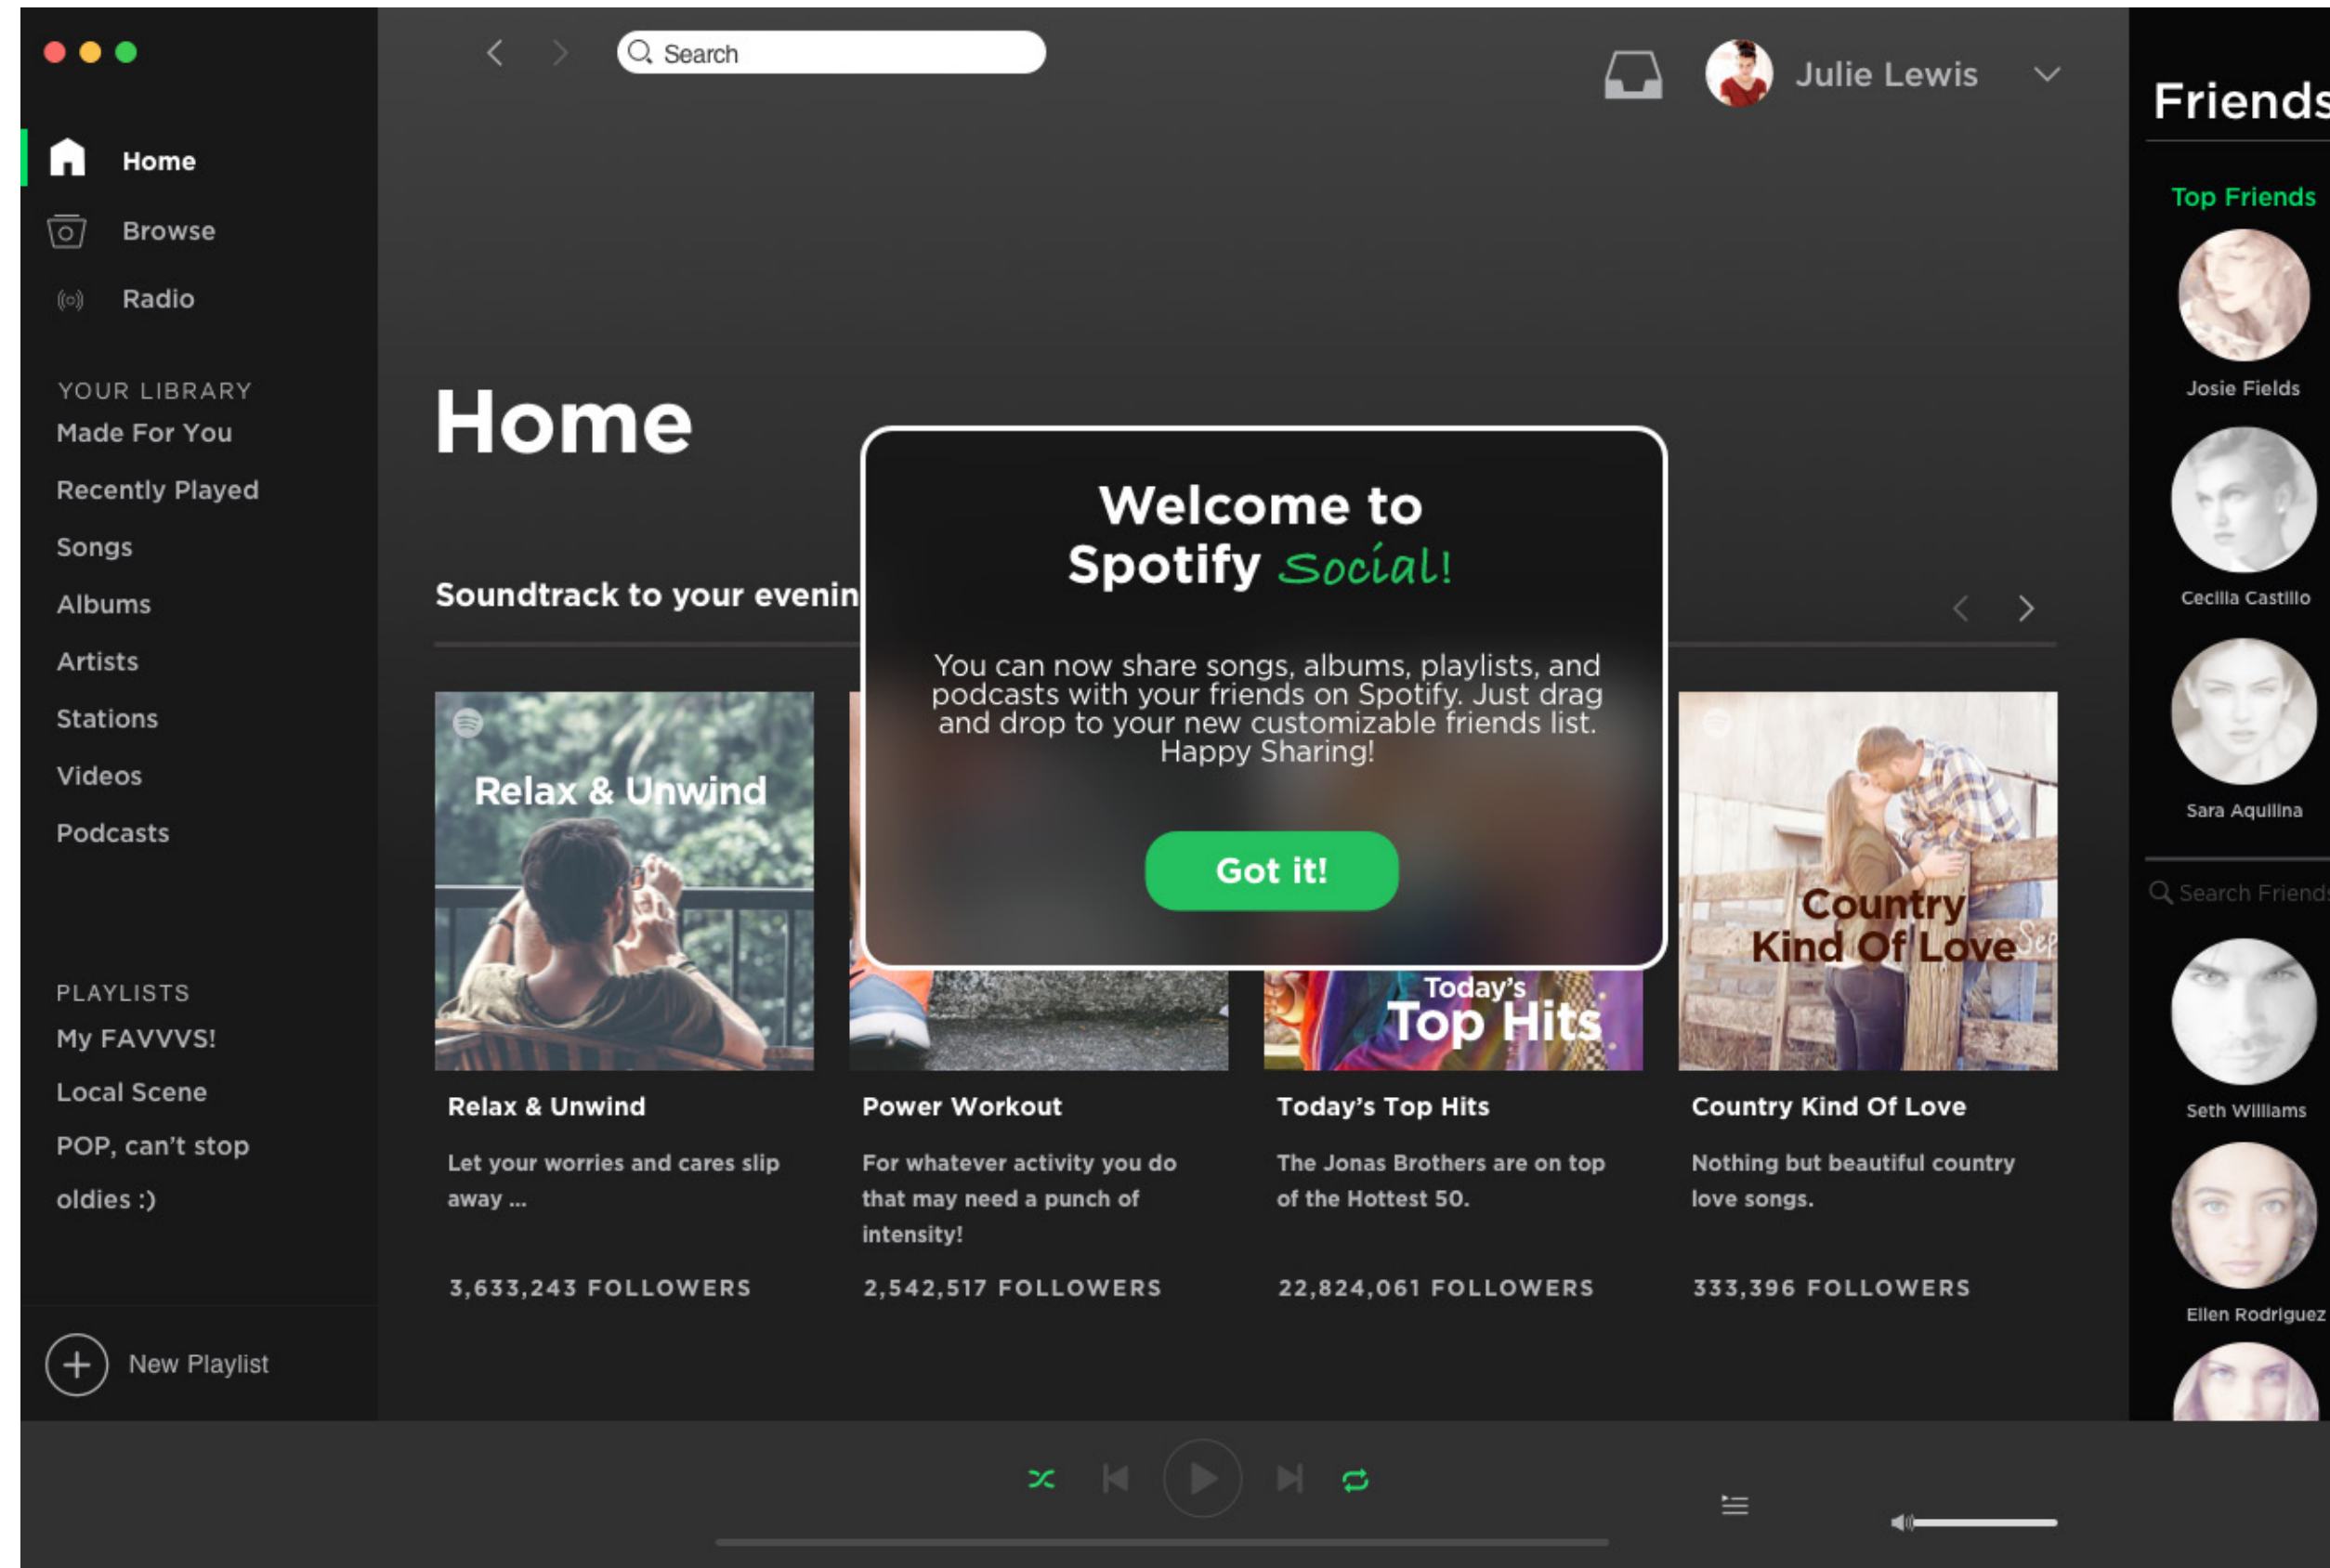 Search
Julie Lewis
Home
Browse
Radio
YOUR LIBRARY
Made For You
Recently Played
Songs
Albums
Artists
Stations
Videos
Podcasts
PLAYLISTS
My FAVVVS!
Local Scene
POP, can't stop
oldies :)
New Playlist
Home
Soundtrack to your evenin
Welcome to
Spotify Social!
You can now share songs, albums, playlists, and
podcasts with your friends on Spotify. Just drag
and drop to your new customizable friends list.
Happy Sharing!
Got it!
Relax & Unwind
Today's
Top Hits
Country
Kind Of Love
Sep
Relax & Unwind
Let your worries and cares slip
away ...
3,633,243 FOLLOWERS
Power Workout
For whatever activity you do
that may need a punch of
intensity!
2,542,517 FOLLOWERS
Today's Top Hits
The Jonas Brothers are on top
of the Hottest 50.
22,824,061 FOLLOWERS
Country Kind Of Love
Nothing but beautiful country
love songs.
333,396 FOLLOWERS
Friends
Top Friends
Josie Fields
Cecilia Castillo
Sara Aquilina
Search Friends
Seth Williams
Ellen Rodriguez